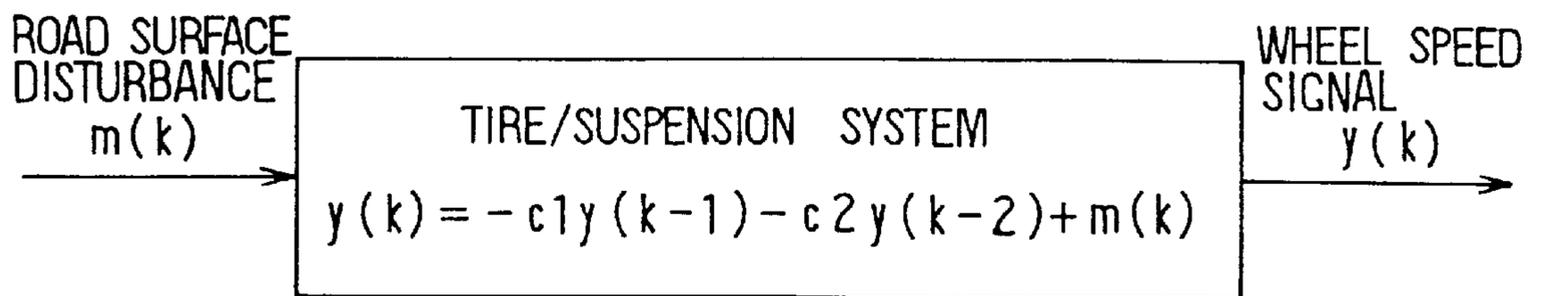 ROAD SURFACE
DISTURBANCE
m(k)
TIRE/SUSPENSION SYSTEM
y(k)=-c1y(k-1)-c2y(k-2)+m(k)
WHEEL SPEED
SIGNAL
y(k)